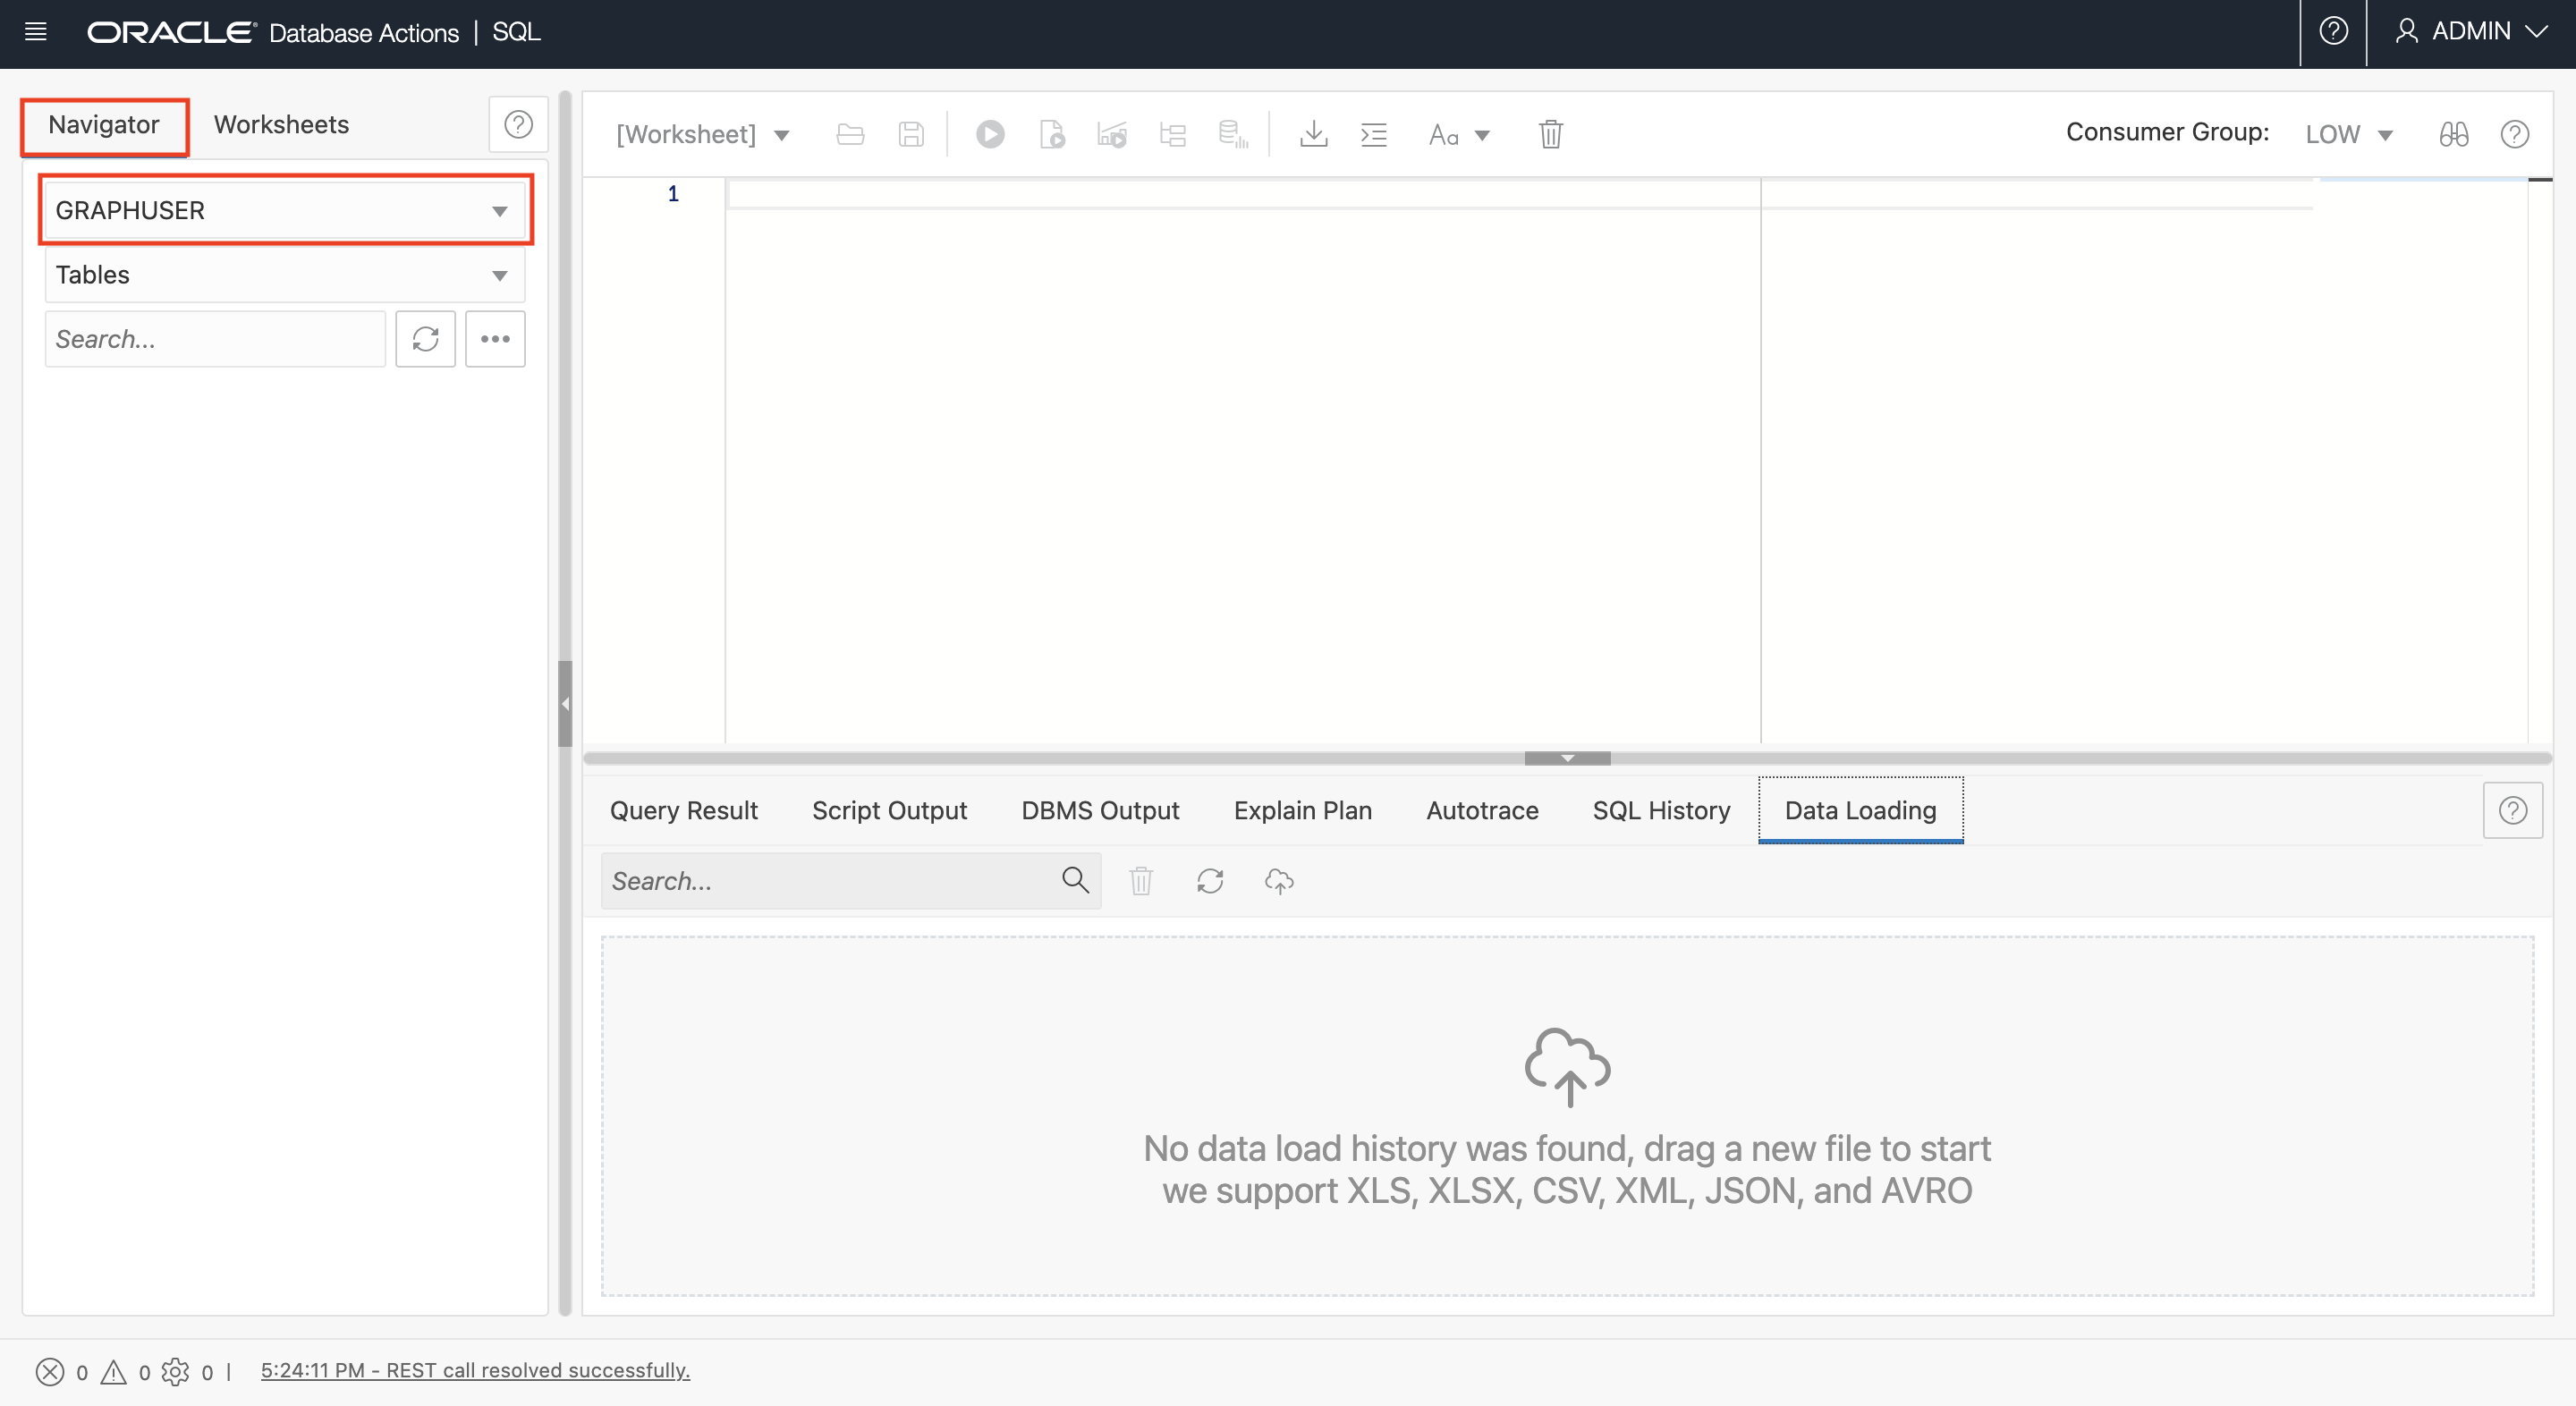 ORACLE® Database Actions | SQL
ADMIN
Navigator
Worksheets
GRAPHUSER
Tables
Search...
[Worksheet]
Aa
Consumer Group:
LOW
1
Query Result
Script Output
DBMS Output
Explain Plan
Autotrace
SQL History
Data Loading
Search...
No data load history was found, drag a new file to start
we support XLS, XLSX, CSV, XML, JSON, and AVRO
0 0 0 | 5:24:11 PM - REST call resolved successfully.